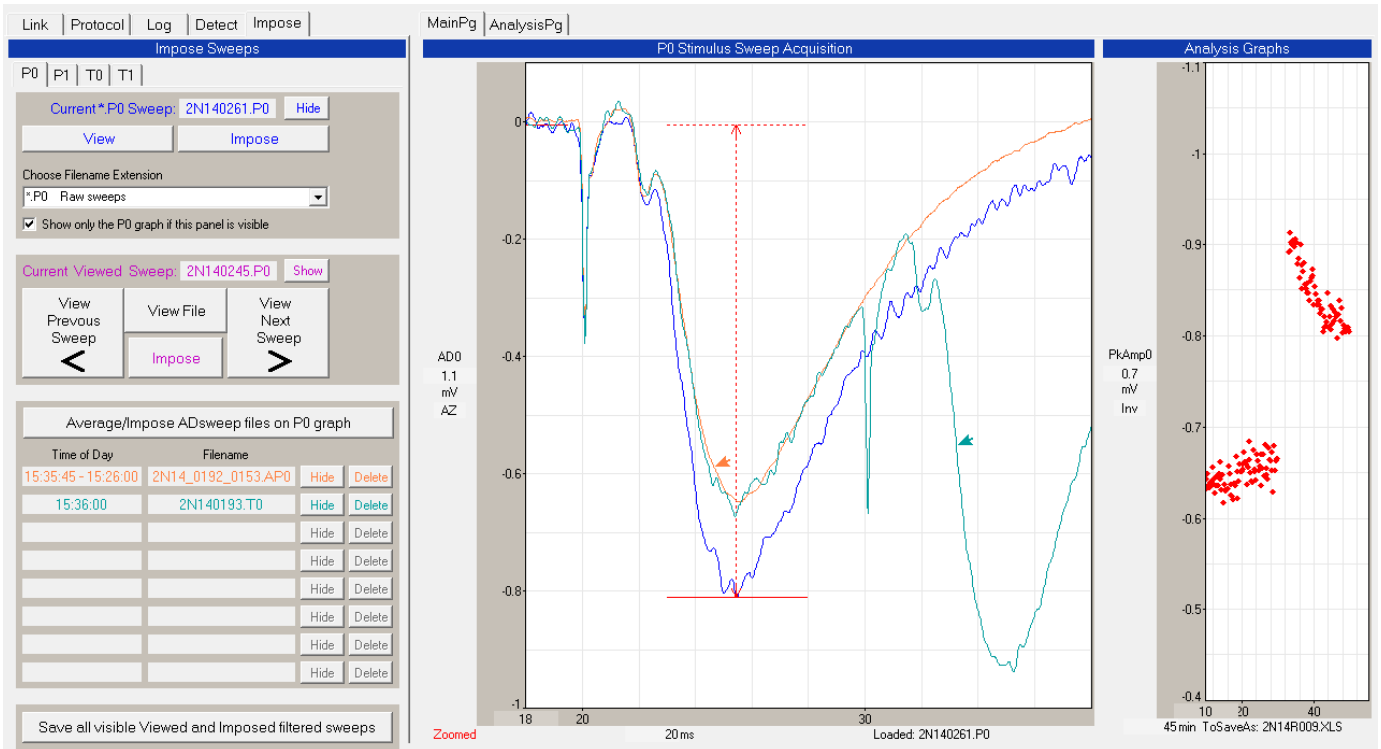 Link Protocol Log Detect Impose
Impose Sweeps
P0 P1 T0 T1
Current *.P0 Sweep: 2N140261.P0 Hide
View Impose
Choose Filename Extension
*.P0 Raw sweeps
Show only the P0 graph if this panel is visible
Current Viewed Sweep: 2N140245.P0 Show
View Prevous Sweep <
View File
Impose
View Next Sweep >
Average/Impose ADsweep files on P0 graph
Time of Day Filename
15:35:45 - 15:26:00 2N14_0192_0153.AP0 Hide Delete
15:36:00 2N140193.T0 Hide Delete
Hide Delete
Hide Delete
Hide Delete
Hide Delete
Hide Delete
Hide Delete
Save all visible Viewed and Imposed filtered sweeps
MainPg AnalysisPg
P0 Stimulus Sweep Acquisition
AD0
1.1
mV
AZ
0
-0.2
-0.4
-0.6
-0.8
-1
18 20 30
Zoomed 20 ms Loaded: 2N140261.P0
Analysis Graphs
PkAmp0
0.7
mV
Inv
-1.1
-1
-0.9
-0.8
-0.7
-0.6
-0.5
-0.4
10 20 40
45 min ToSaveAs: 2N14R009.XLS